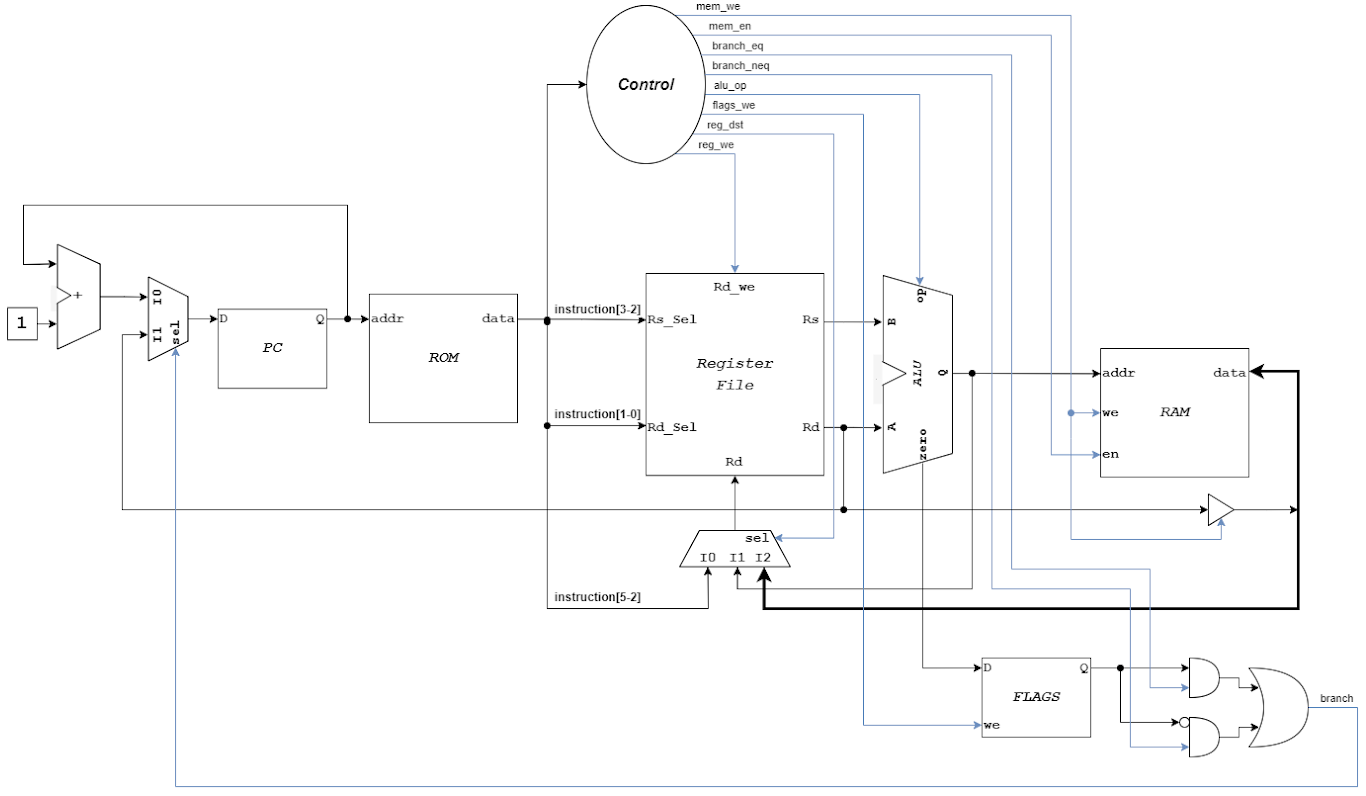 mem_we
mem_en
branch_eq
branch_neq
alu_op
flags_we
reg_dst
reg_we
Control
+
1
I0
I1
sel
D
Q
PC
addr
data
ROM
instruction[3-2]
instruction[1-0]
instruction[5-2]
Rd_we
Rs_Sel
Rs
Register
File
Rd_Sel
Rd
Rd
sel
I0 I1 I2
op
B
ALU
Q
A
zero
addr
data
RAM
we
en
D
Q
FLAGS
we
branch